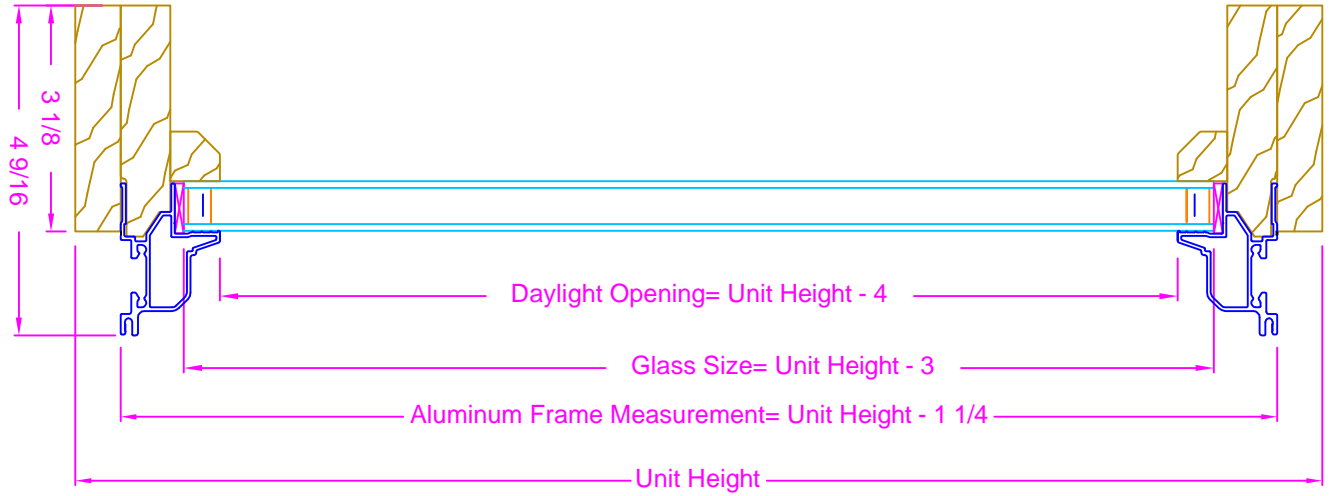 3 1/8
4 9/16
Daylight Opening= Unit Height - 4
Glass Size= Unit Height - 3
Aluminum Frame Measurement= Unit Height - 1 1/4
Unit Height